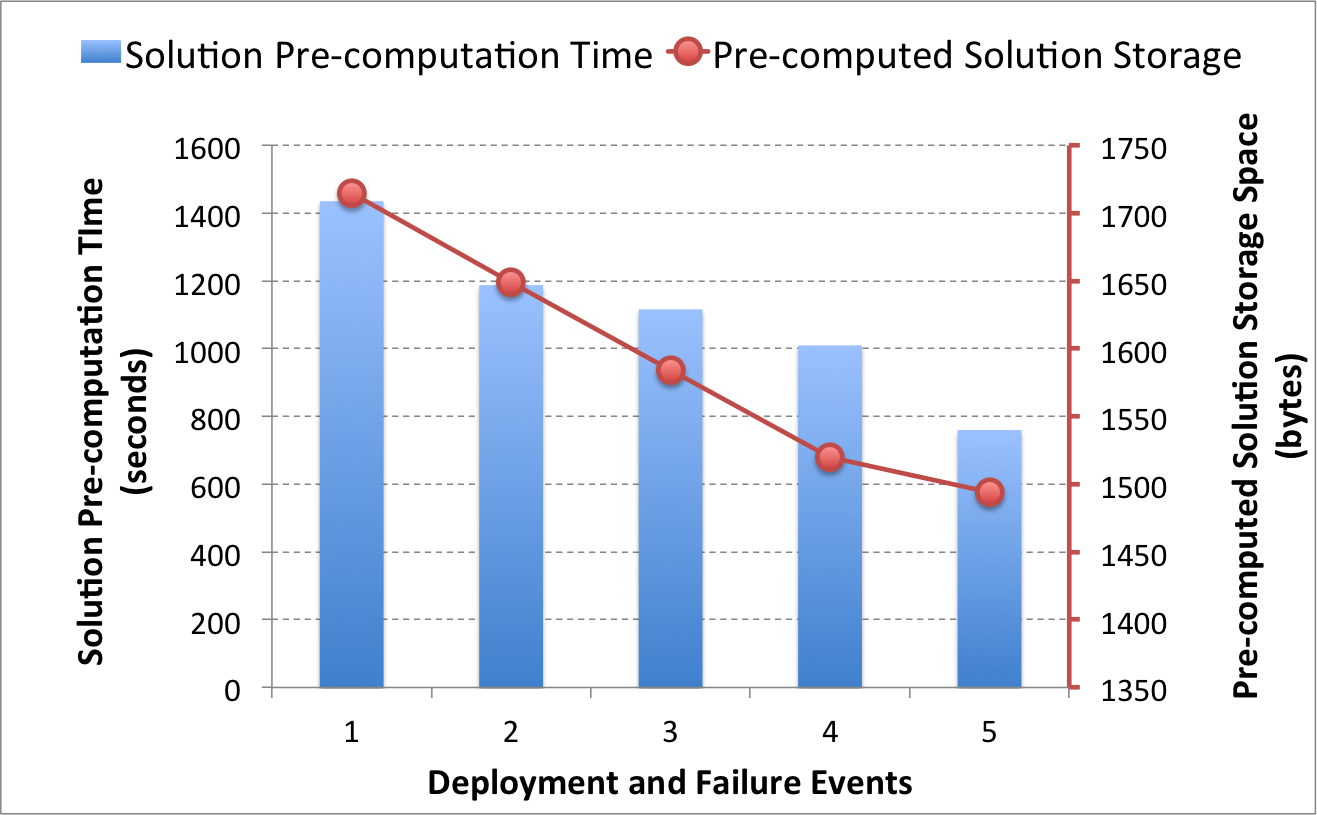 Solution Pre-computation Time
Pre-computed Solution Storage
Solution Pre-computation TIme
(seconds)
1600
1400
1200
1000
800
600
400
200
0
1750
1700
1650
1600
1550
1500
1450
1400
1350
Pre-computed Solution Storage Space
(bytes)
1 2 3 4 5
Deployment and Failure Events